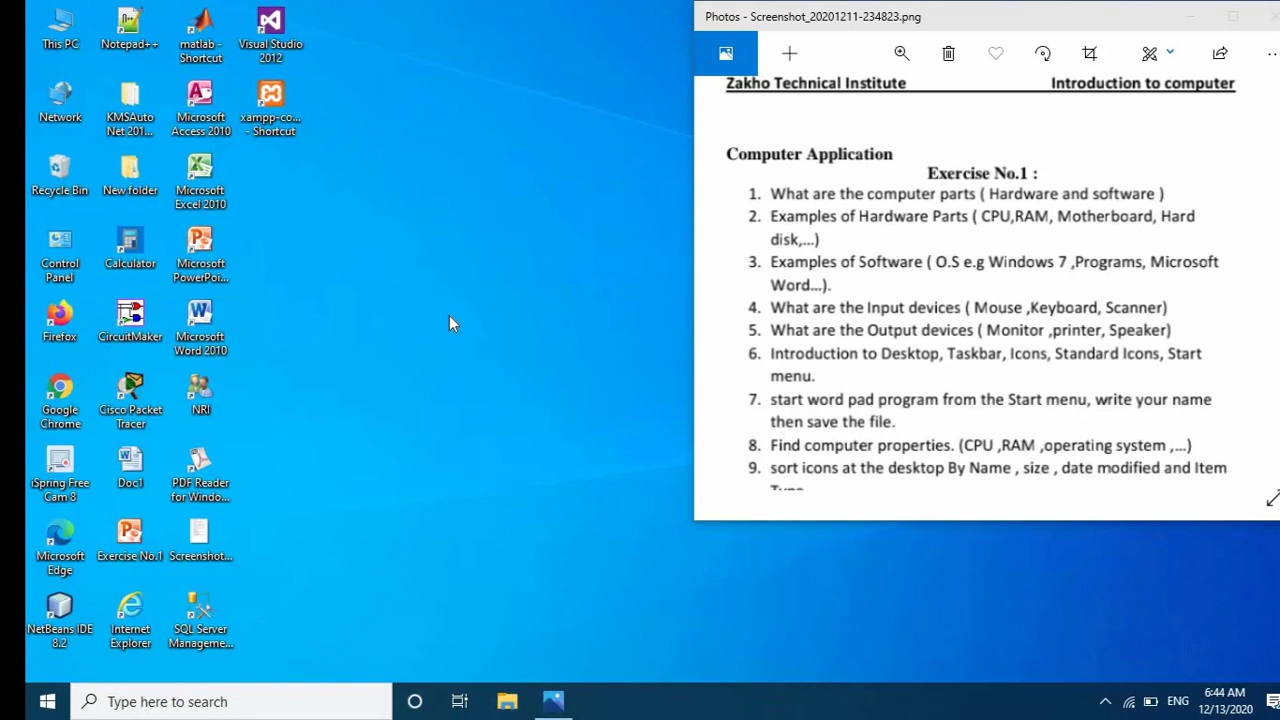 This PC
Notepad++
matlab -
Shortcut
Visual Studio
2012
Network
KMSAuto
Net 201...
Microsoft
Access 2010
xampp-co...
- Shortcut
Recycle Bin
New folder
Microsoft
Excel 2010
Control
Panel
Calculator
Microsoft
PowerPoi...
Firefox
CircuitMaker
Microsoft
Word 2010
Google
Chrome
Cisco Packet
Tracer
NRI
iSpring Free
Cam 8
Doc1
PDF Reader
for Windo...
Microsoft
Edge
Exercise No.1
Screenshot...
NetBeans IDE
8.2
Internet
Explorer
SQL Server
Manageme...
Photos - Screenshot_20201211-234823.png
Zakho Technical Institute Introduction to computer
Computer Application
Exercise No.1 :
1. What are the computer parts ( Hardware and software )
2. Examples of Hardware Parts ( CPU,RAM, Motherboard, Hard
disk,...)
3. Examples of Software ( O.S e.g Windows 7 ,Programs, Microsoft
Word...).
4. What are the Input devices ( Mouse ,Keyboard, Scanner)
5. What are the Output devices ( Monitor ,printer, Speaker)
6. Introduction to Desktop, Taskbar, Icons, Standard Icons, Start
menu.
7. start word pad program from the Start menu, write your name
then save the file.
8. Find computer properties. (CPU ,RAM ,operating system ,...)
9. sort icons at the desktop By Name , size , date modified and Item
Type
Type here to search
ENG
6:44 AM
12/13/2020